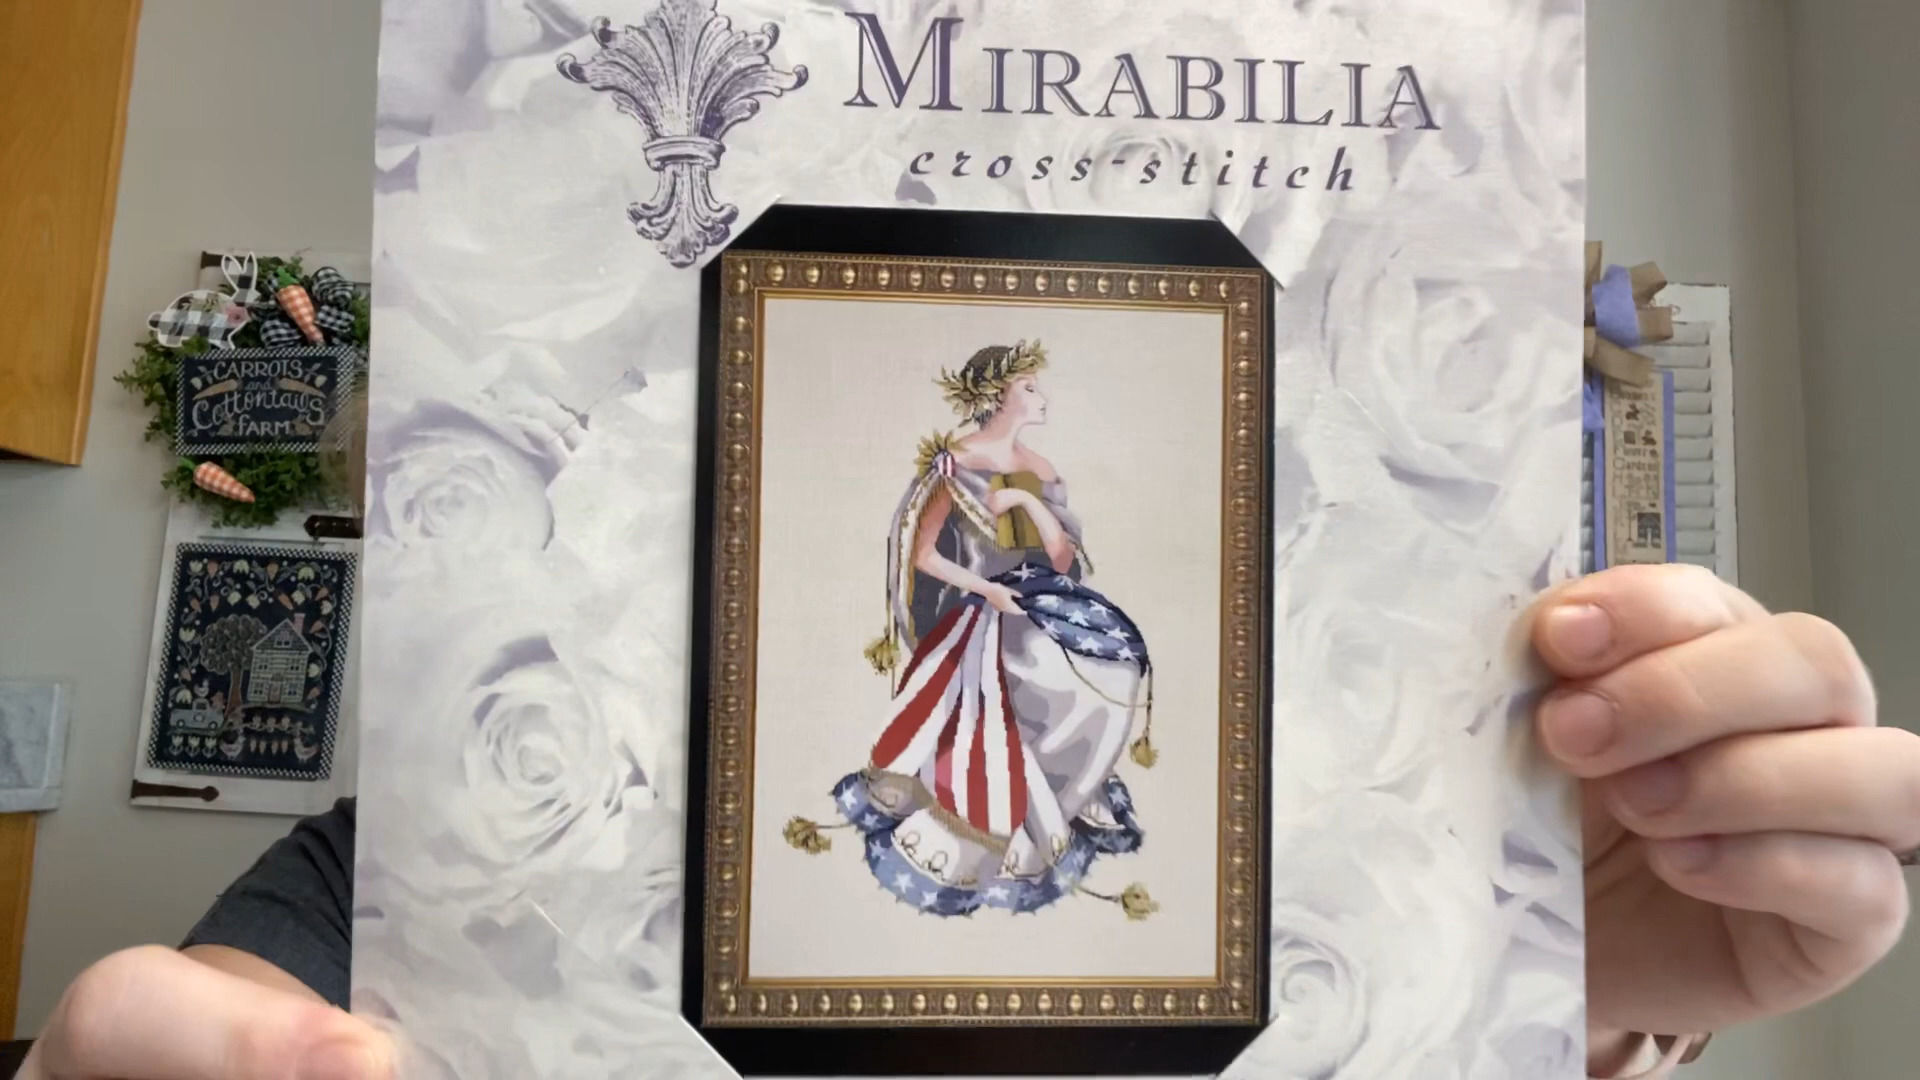 MIRABILIA
cross-stitch
CARROTS
and
Cottontails
FARM